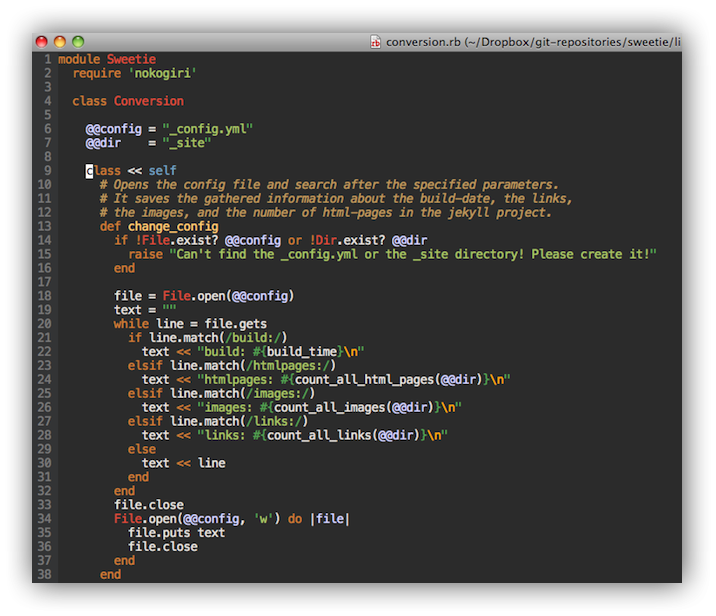 conversion.rb (~/Dropbox/git-repositories/sweetie/li
1 module Sweetie
2   require 'nokogiri'
3
4   class Conversion
5
6     @@config = "_config.yml"
7     @@dir    = "_site"
8
9     class << self
10       # Opens the config file and search after the specified parameters.
11       # It saves the gathered information about the build-date, the links,
12       # the images, and the number of html-pages in the jekyll project.
13       def change_config
14         if !File.exist? @@config or !Dir.exist? @@dir
15           raise "Can't find the _config.yml or the _site directory! Please create it!"
16         end
17
18         file = File.open(@@config)
19         text = ""
20         while line = file.gets
21           if line.match(/build:/)
22             text << "build: #{build_time}\n"
23           elsif line.match(/htmlpages:/)
24             text << "htmlpages: #{count_all_html_pages(@@dir)}\n"
25           elsif line.match(/images:/)
26             text << "images: #{count_all_images(@@dir)}\n"
27           elsif line.match(/links:/)
28             text << "links: #{count_all_links(@@dir)}\n"
29           else
30             text << line
31           end
32         end
33         file.close
34         File.open(@@config, 'w') do |file|
35           file.puts text
36           file.close
37         end
38       end